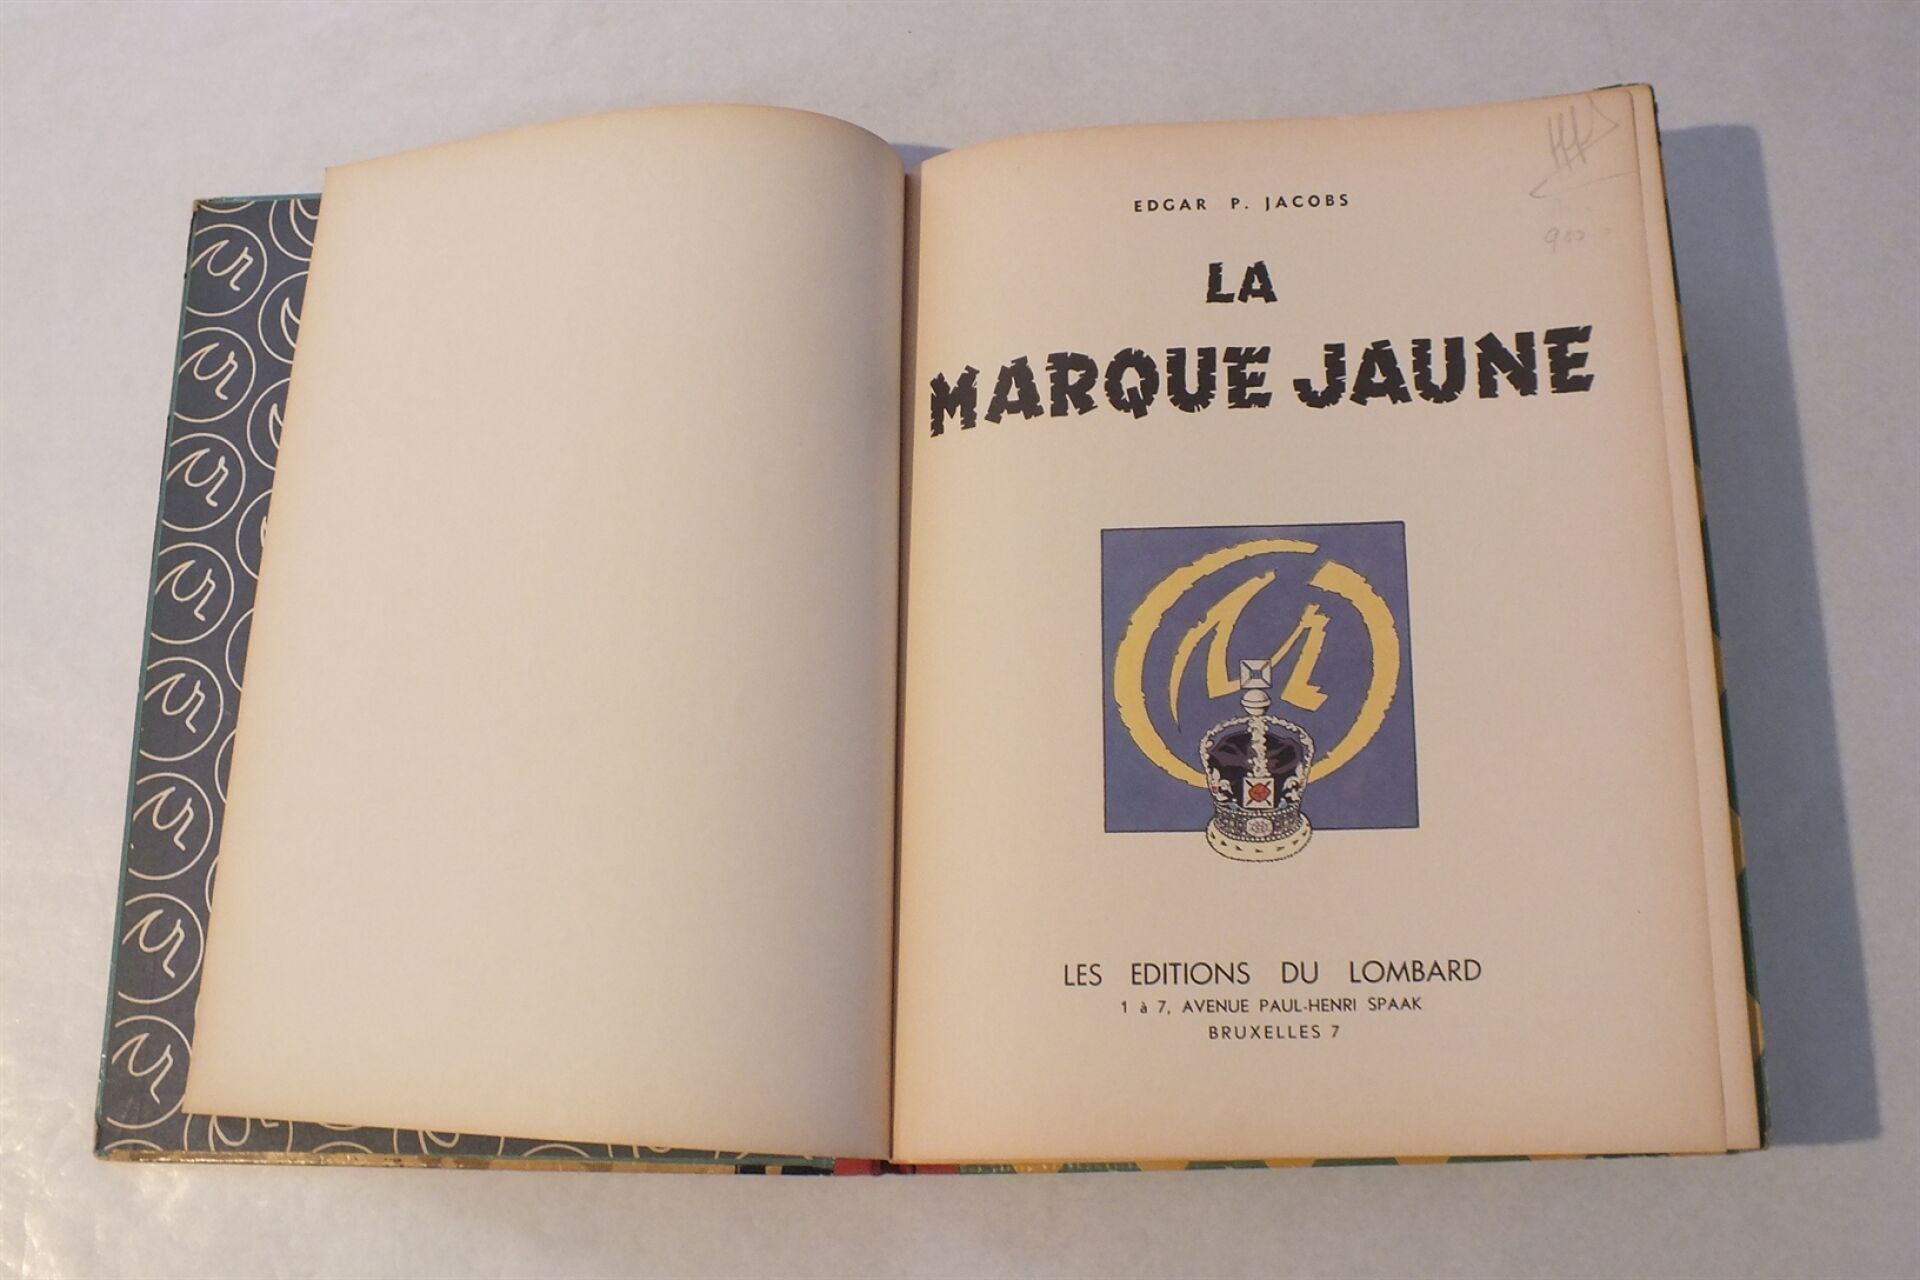 EDGAR P. JACOBS
LA
MARQUE JAUNE
LES EDITIONS DU LOMBARD
1 à 7, AVENUE PAUL-HENRI SPAAK
BRUXELLES 7